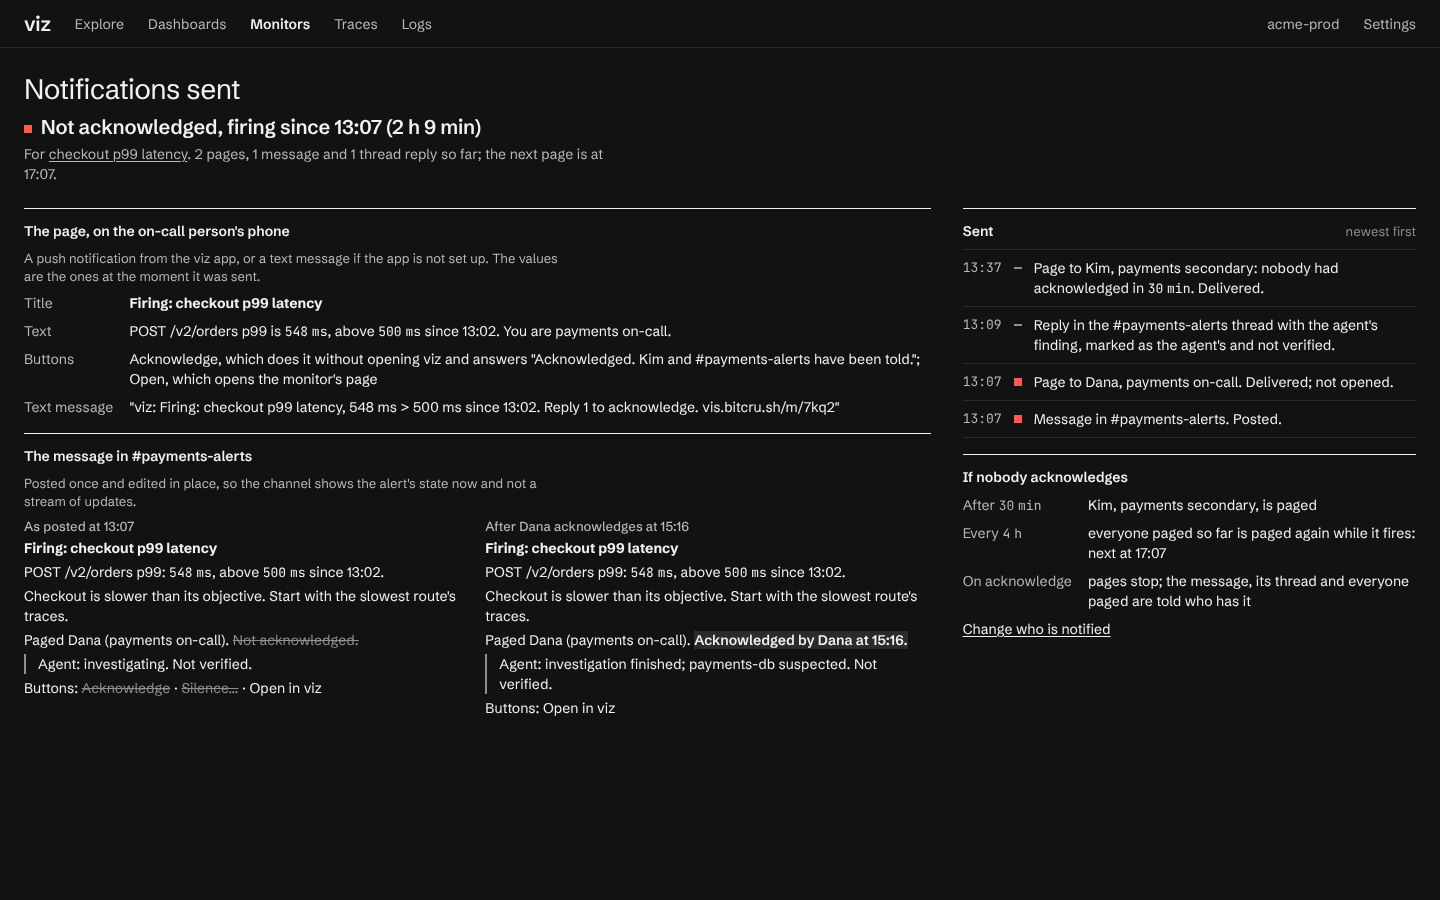 viz Explore Dashboards Monitors Traces Logs acme-prod Settings
Notifications sent
Not acknowledged, firing since 13:07 (2 h 9 min)
For checkout p99 latency. 2 pages, 1 message and 1 thread reply so far; the next page is at
17:07.
The page, on the on-call person's phone
A push notification from the viz app, or a text message if the app is not set up. The values
are the ones at the moment it was sent.
Title Firing: checkout p99 latency
Text POST /v2/orders p99 is 548 ms, above 500 ms since 13:02. You are payments on-call.
Buttons Acknowledge, which does it without opening viz and answers "Acknowledged. Kim and #payments-alerts have been told.";
Open, which opens the monitor's page
Text message "viz: Firing: checkout p99 latency, 548 ms > 500 ms since 13:02. Reply 1 to acknowledge. vis.bitcru.sh/m/7kq2"
The message in #payments-alerts
Posted once and edited in place, so the channel shows the alert's state now and not a
stream of updates.
As posted at 13:07
Firing: checkout p99 latency
POST /v2/orders p99: 548 ms, above 500 ms since 13:02.
Checkout is slower than its objective. Start with the slowest route's
traces.
Paged Dana (payments on-call). Not acknowledged.
Agent: investigating. Not verified.
Buttons: Acknowledge · Silence... · Open in viz
After Dana acknowledges at 15:16
Firing: checkout p99 latency
POST /v2/orders p99: 548 ms, above 500 ms since 13:02.
Checkout is slower than its objective. Start with the slowest route's
traces.
Paged Dana (payments on-call). Acknowledged by Dana at 15:16.
Agent: investigation finished; payments-db suspected. Not
verified.
Buttons: Open in viz
Sent newest first
13:37 – Page to Kim, payments secondary: nobody had
acknowledged in 30 min. Delivered.
13:09 – Reply in the #payments-alerts thread with the agent's
finding, marked as the agent's and not verified.
13:07 Page to Dana, payments on-call. Delivered; not opened.
13:07 Message in #payments-alerts. Posted.
If nobody acknowledges
After 30 min Kim, payments secondary, is paged
Every 4 h everyone paged so far is paged again while it fires:
next at 17:07
On acknowledge pages stop; the message, its thread and everyone
paged are told who has it
Change who is notified